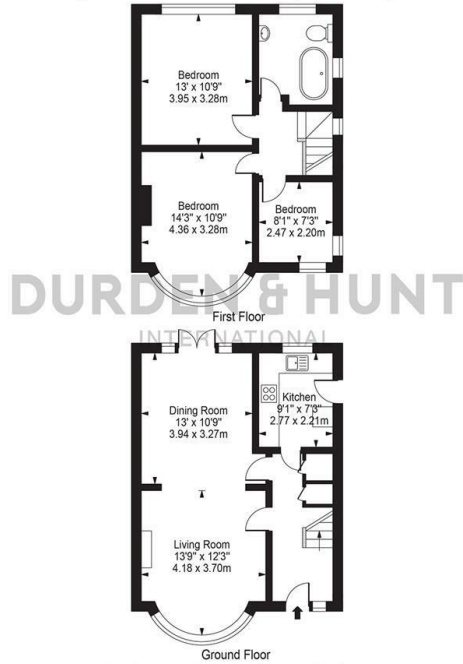 Bedroom
13' x 10'9"
3.95 x 3.28m
Bedroom
14'3" x 10'9"
4.36 x 3.28m
Bedroom
8'1" x 7'3"
2.47 x 2.20m
DURDEN & HUNT
First Floor
INTERNATIONAL
Dining Room
13' x 10'9"
3.94 x 3.27m
Kitchen
9'1" x 7'3"
2.77 x 2.21m
Living Room
13'9" x 12'3"
4.18 x 3.70m
Ground Floor